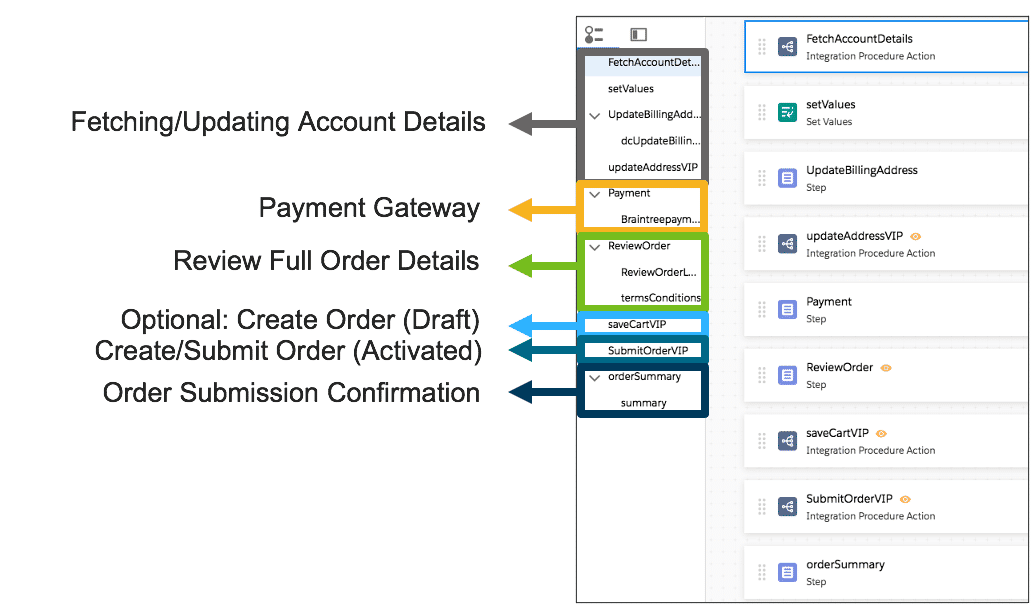 Fetching/Updating Account Details
Payment Gateway
Review Full Order Details
Optional: Create Order (Draft)
Create/Submit Order (Activated)
Order Submission Confirmation
FetchAccountDet...
setValues
UpdateBillingAdd...
dcUpdateBillin...
updateAddressVIP
Payment
Braintreepaym...
ReviewOrder
ReviewOrderL...
termsConditions
saveCartVIP
SubmitOrderVIP
orderSummary
summary
FetchAccountDetails
Integration Procedure Action
setValues
Set Values
UpdateBillingAddress
Step
updateAddressVIP
Integration Procedure Action
Payment
Step
ReviewOrder
Step
saveCartVIP
Integration Procedure Action
SubmitOrderVIP
Integration Procedure Action
orderSummary
Step